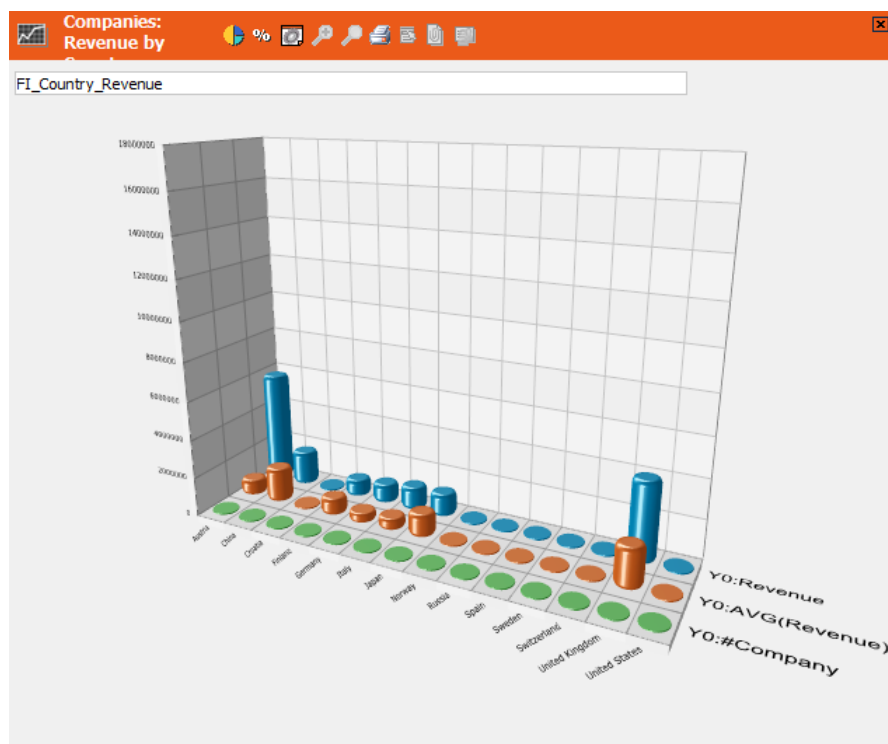 Companies:
Revenue by
%
FI_Country_Revenue
18000000
16000000
14000000
12000000
10000000
8000000
6000000
4000000
2000000
Austria
China
Croatia
Finland
Germany
Italy
Japan
Norway
Russia
Spain
Sweden
Switzerland
United Kingdom
United States
Y0:Revenue
Y0:AVG(Revenue)
Y0:#Company